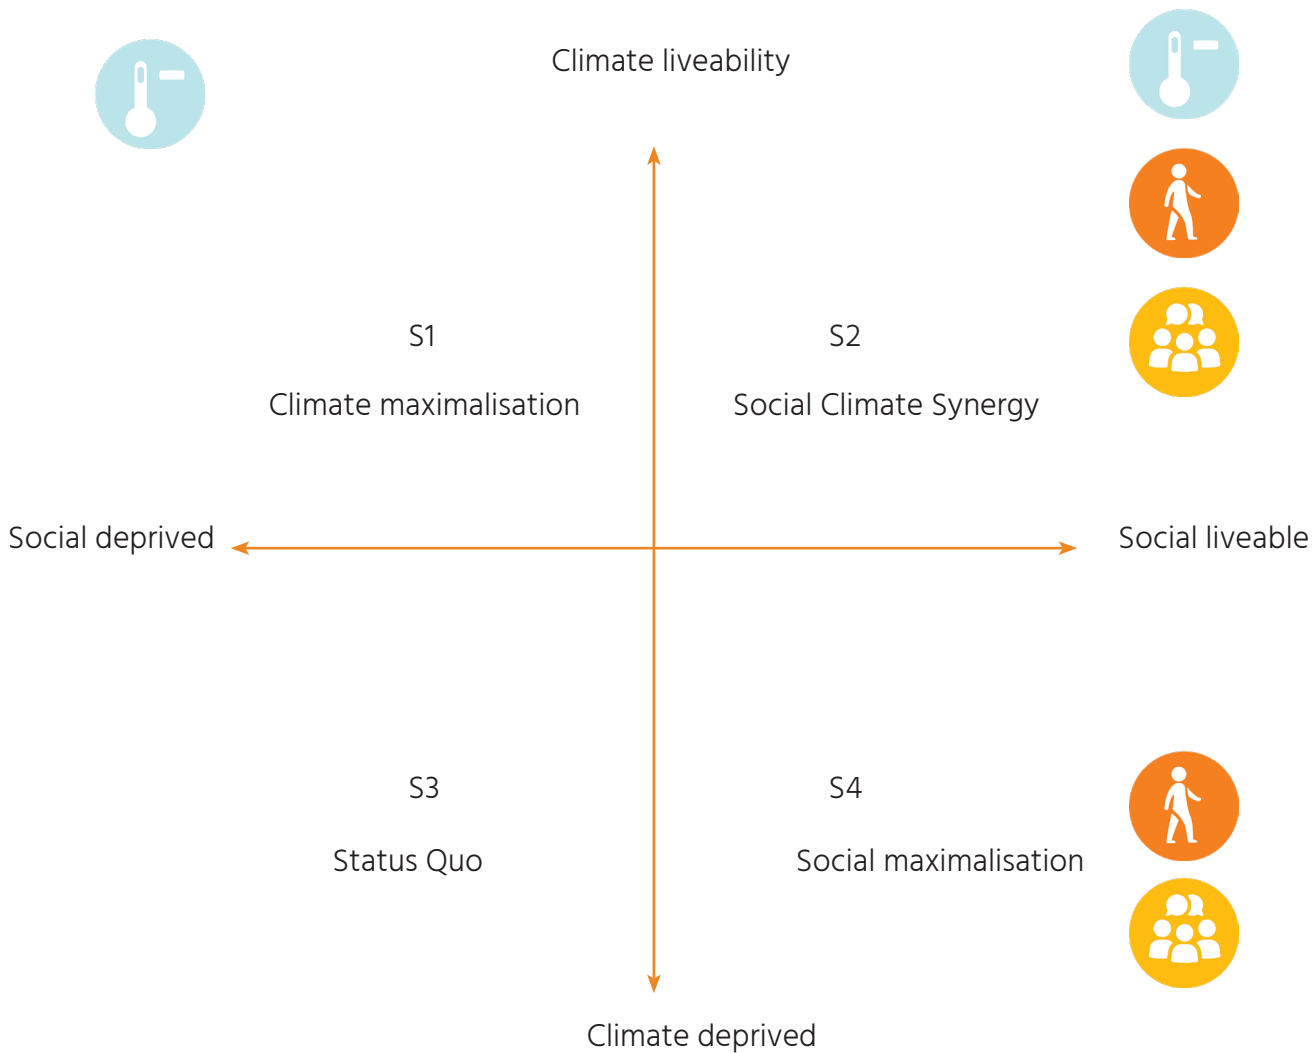 Climate liveability
S1
S2
Climate maximalisation
Social Climate Synergy
Social deprived
Social liveable
S3
S4
Status Quo
Social maximalisation
Climate deprived